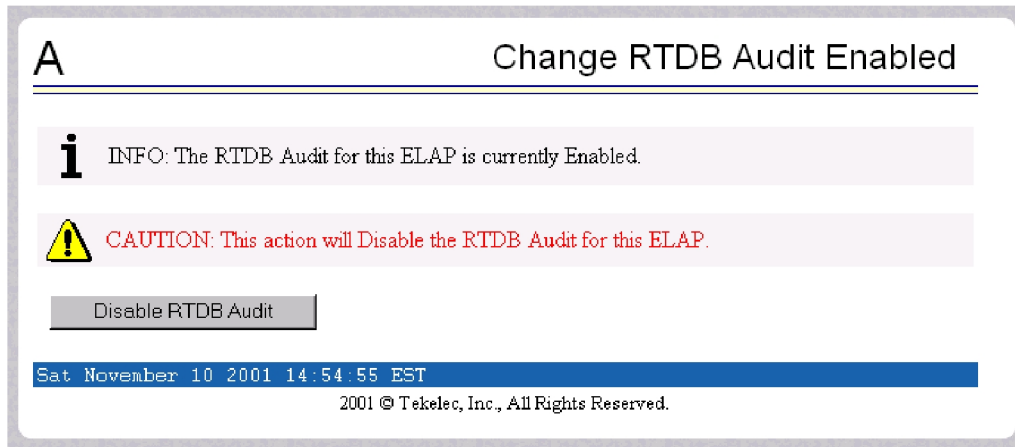 A
Change RTDB Audit Enabled
INFO: The RTDB Audit for this ELAP is currently Enabled.
CAUTION: This action will Disable the RTDB Audit for this ELAP.
Disable RTDB Audit
Sat November 10 2001 14:54:55 EST
2001 © Tekelec, Inc., All Rights Reserved.